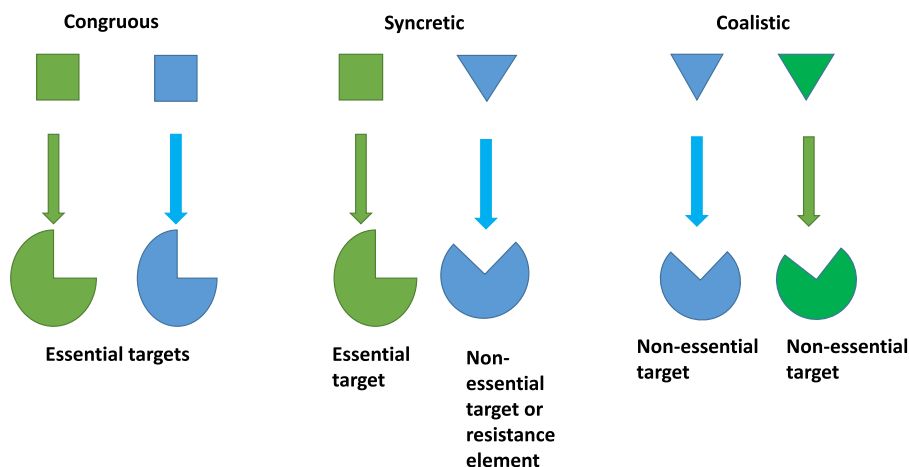 Congruous
Syncretic
Coalistic
Essential targets
Essential
target
Non-
essential
target or
resistance
element
Non-essential
target
Non-essential
target